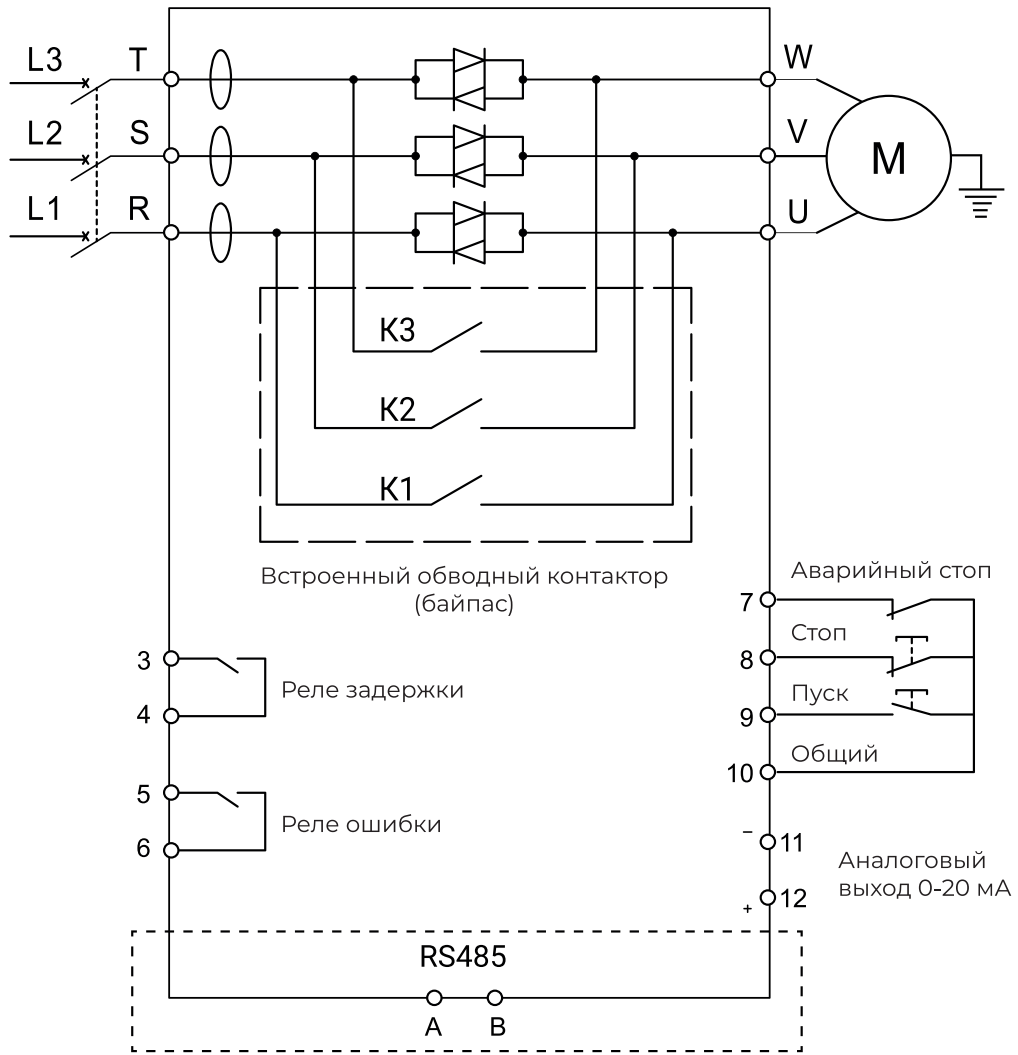 L3 T W
L2 S V
M
L1 R U
K3
K2
K1
Встроенный обводный контактор
(байпас)
Аварийный стоп
7
Стоп
8
Пуск
9
Общий
10
3
Реле задержки
4
5
Реле ошибки
6
− 11
Аналоговый
выход 0-20 мА
+ 12
RS485
A B